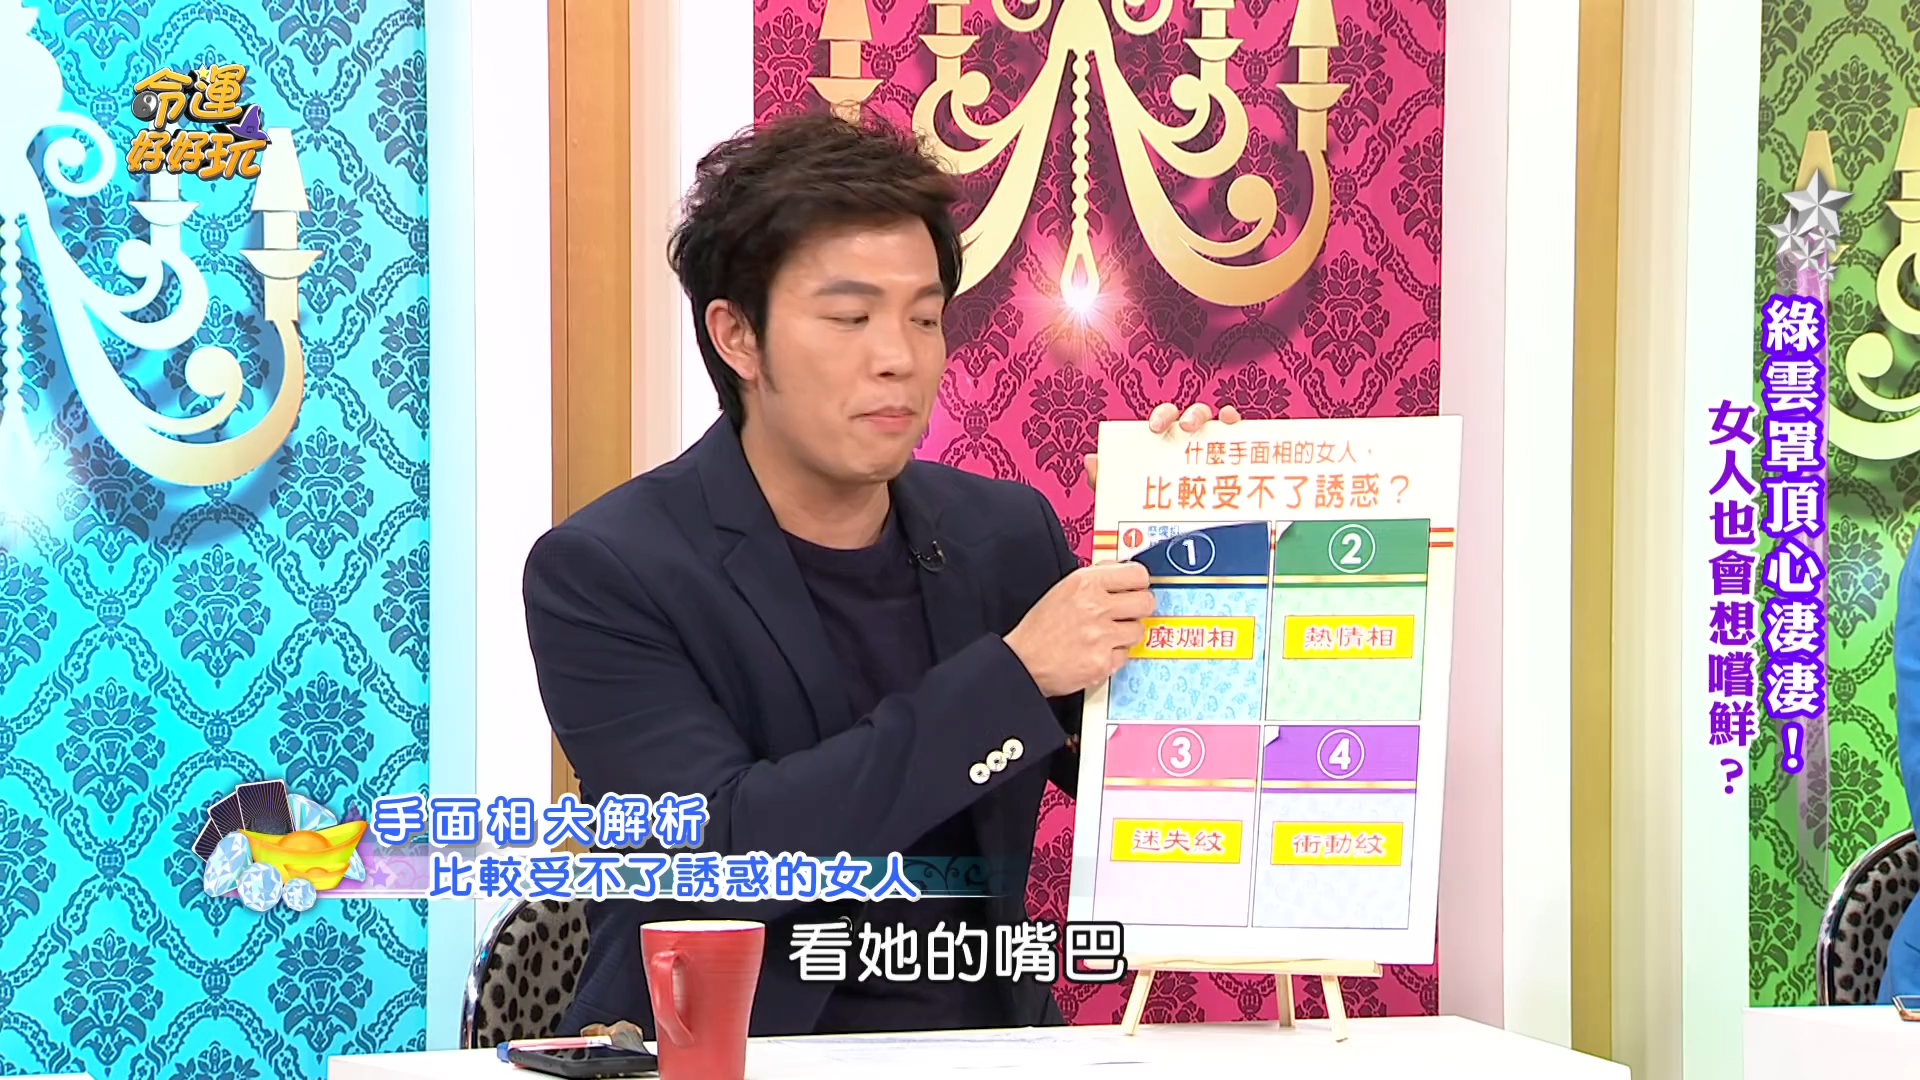 命運
好好玩
綠雲罩頂心淒淒！
女人也會想嚐鮮？
什麼手面相的女人，
比較受不了誘惑？
1
1
2
糜爛相
熱情相
3
4
迷失紋
衝動紋
手面相大解析
比較受不了誘惑的女人
看她的嘴巴